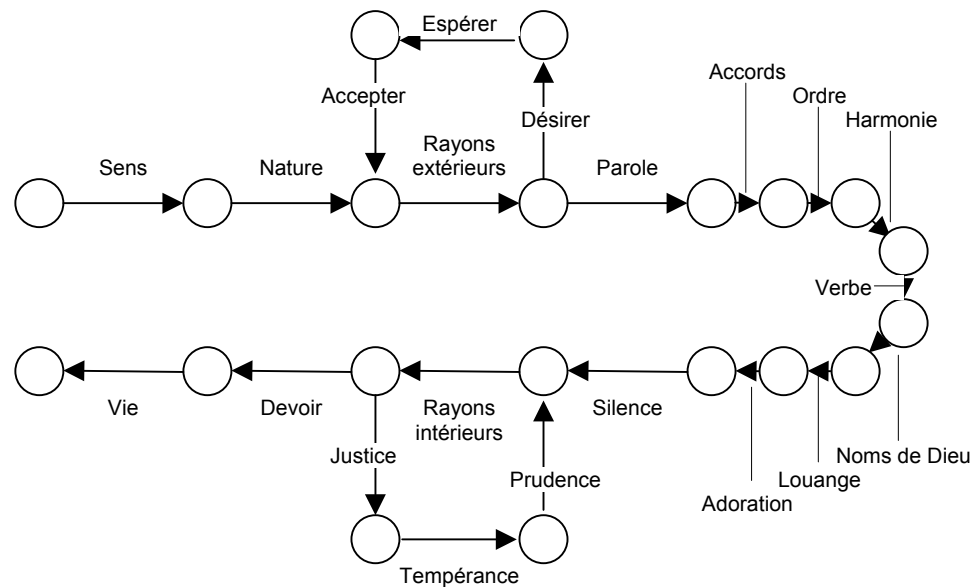 Espérer
Accords
Accepter
Désirer
Ordre
Harmonie
Sens
Nature
Rayons
extérieurs
Parole
Verbe
Vie
Devoir
Rayons
intérieurs
Silence
Noms de Dieu
Justice
Prudence
Louange
Adoration
Tempérance